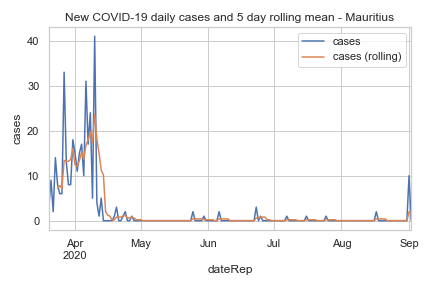 New COVID-19 daily cases and 5 day rolling mean - Mauritius
cases
cases (rolling)
40
30
20
10
0
cases
Apr
2020
May
Jun
Jul
Aug
Sep
dateRep